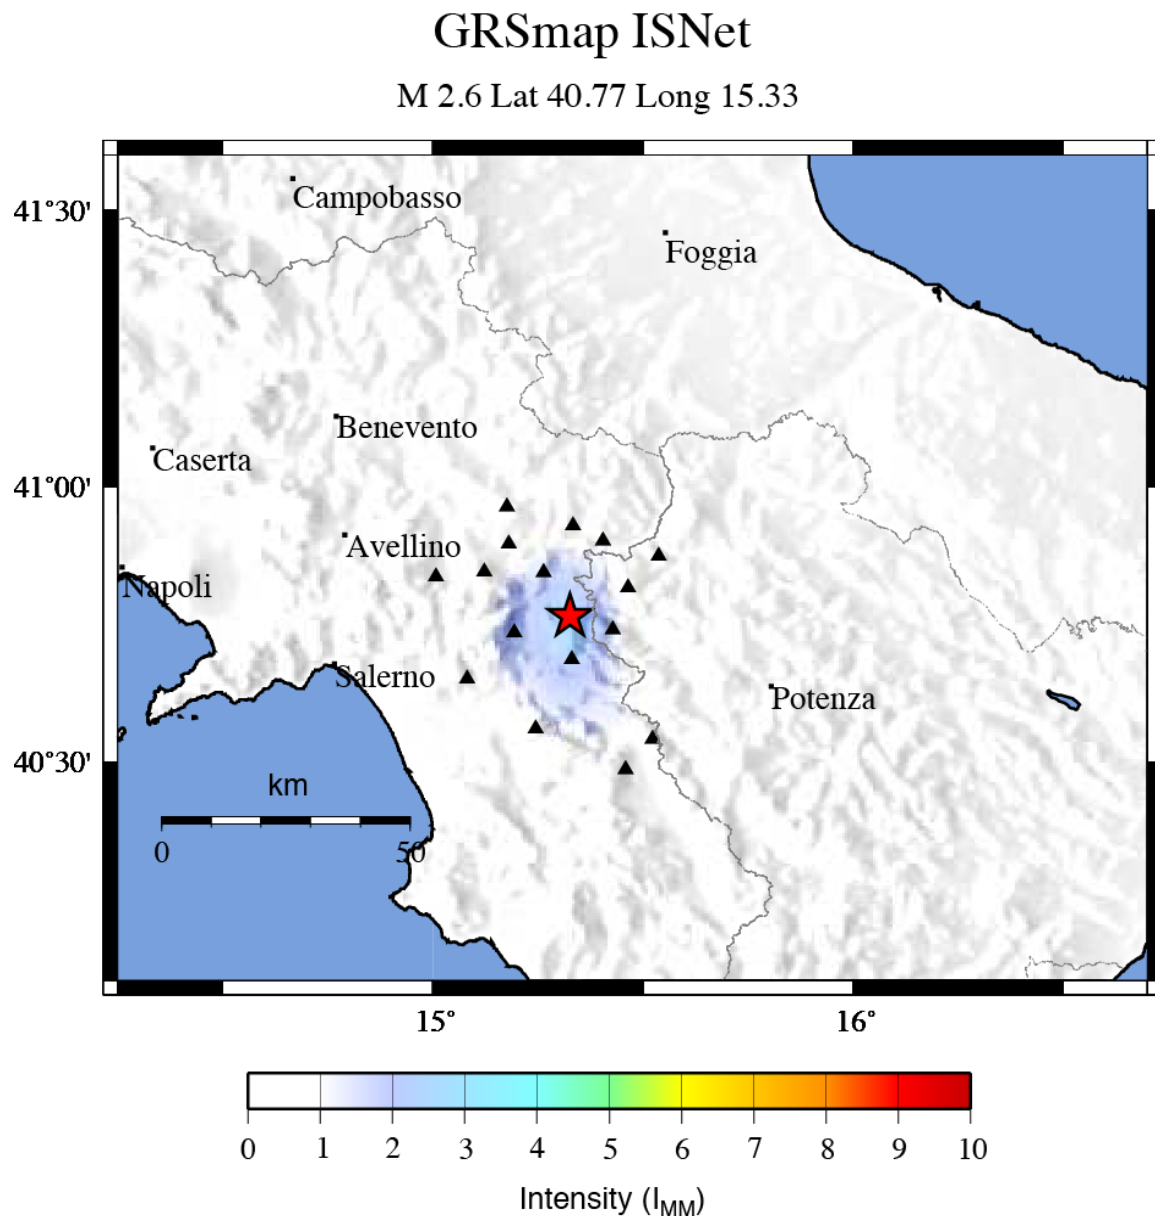 GRSmap ISNet
M 2.6 Lat 40.77 Long 15.33
Campobasso
41°30'
Foggia
Benevento
Caserta
41°00'
Avellino
Napoli
Salerno
Potenza
40°30'
km
0 50
15° 16°
0 1 2 3 4 5 6 7 8 9 10
Intensity (IMM)